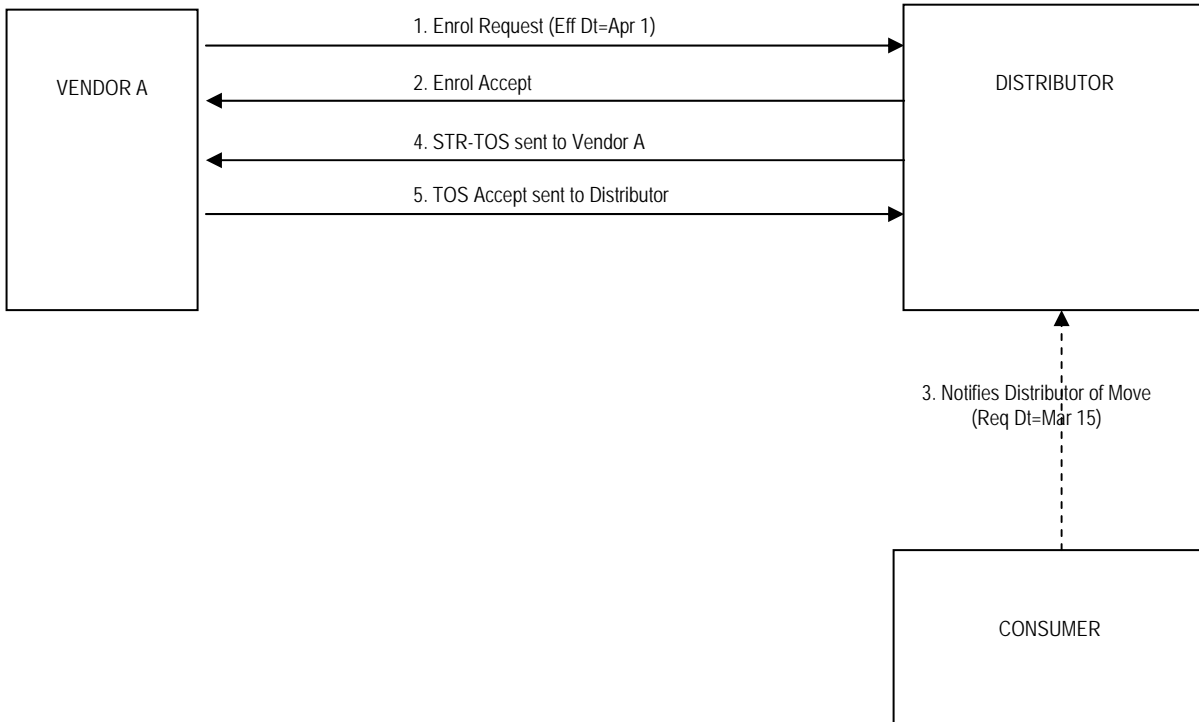 1. Enrol Request (Eff Dt=Apr 1)
VENDOR A
2. Enrol Accept
DISTRIBUTOR
4. STR-TOS sent to Vendor A
5. TOS Accept sent to Distributor
3. Notifies Distributor of Move
(Req Dt=Mar 15)
CONSUMER